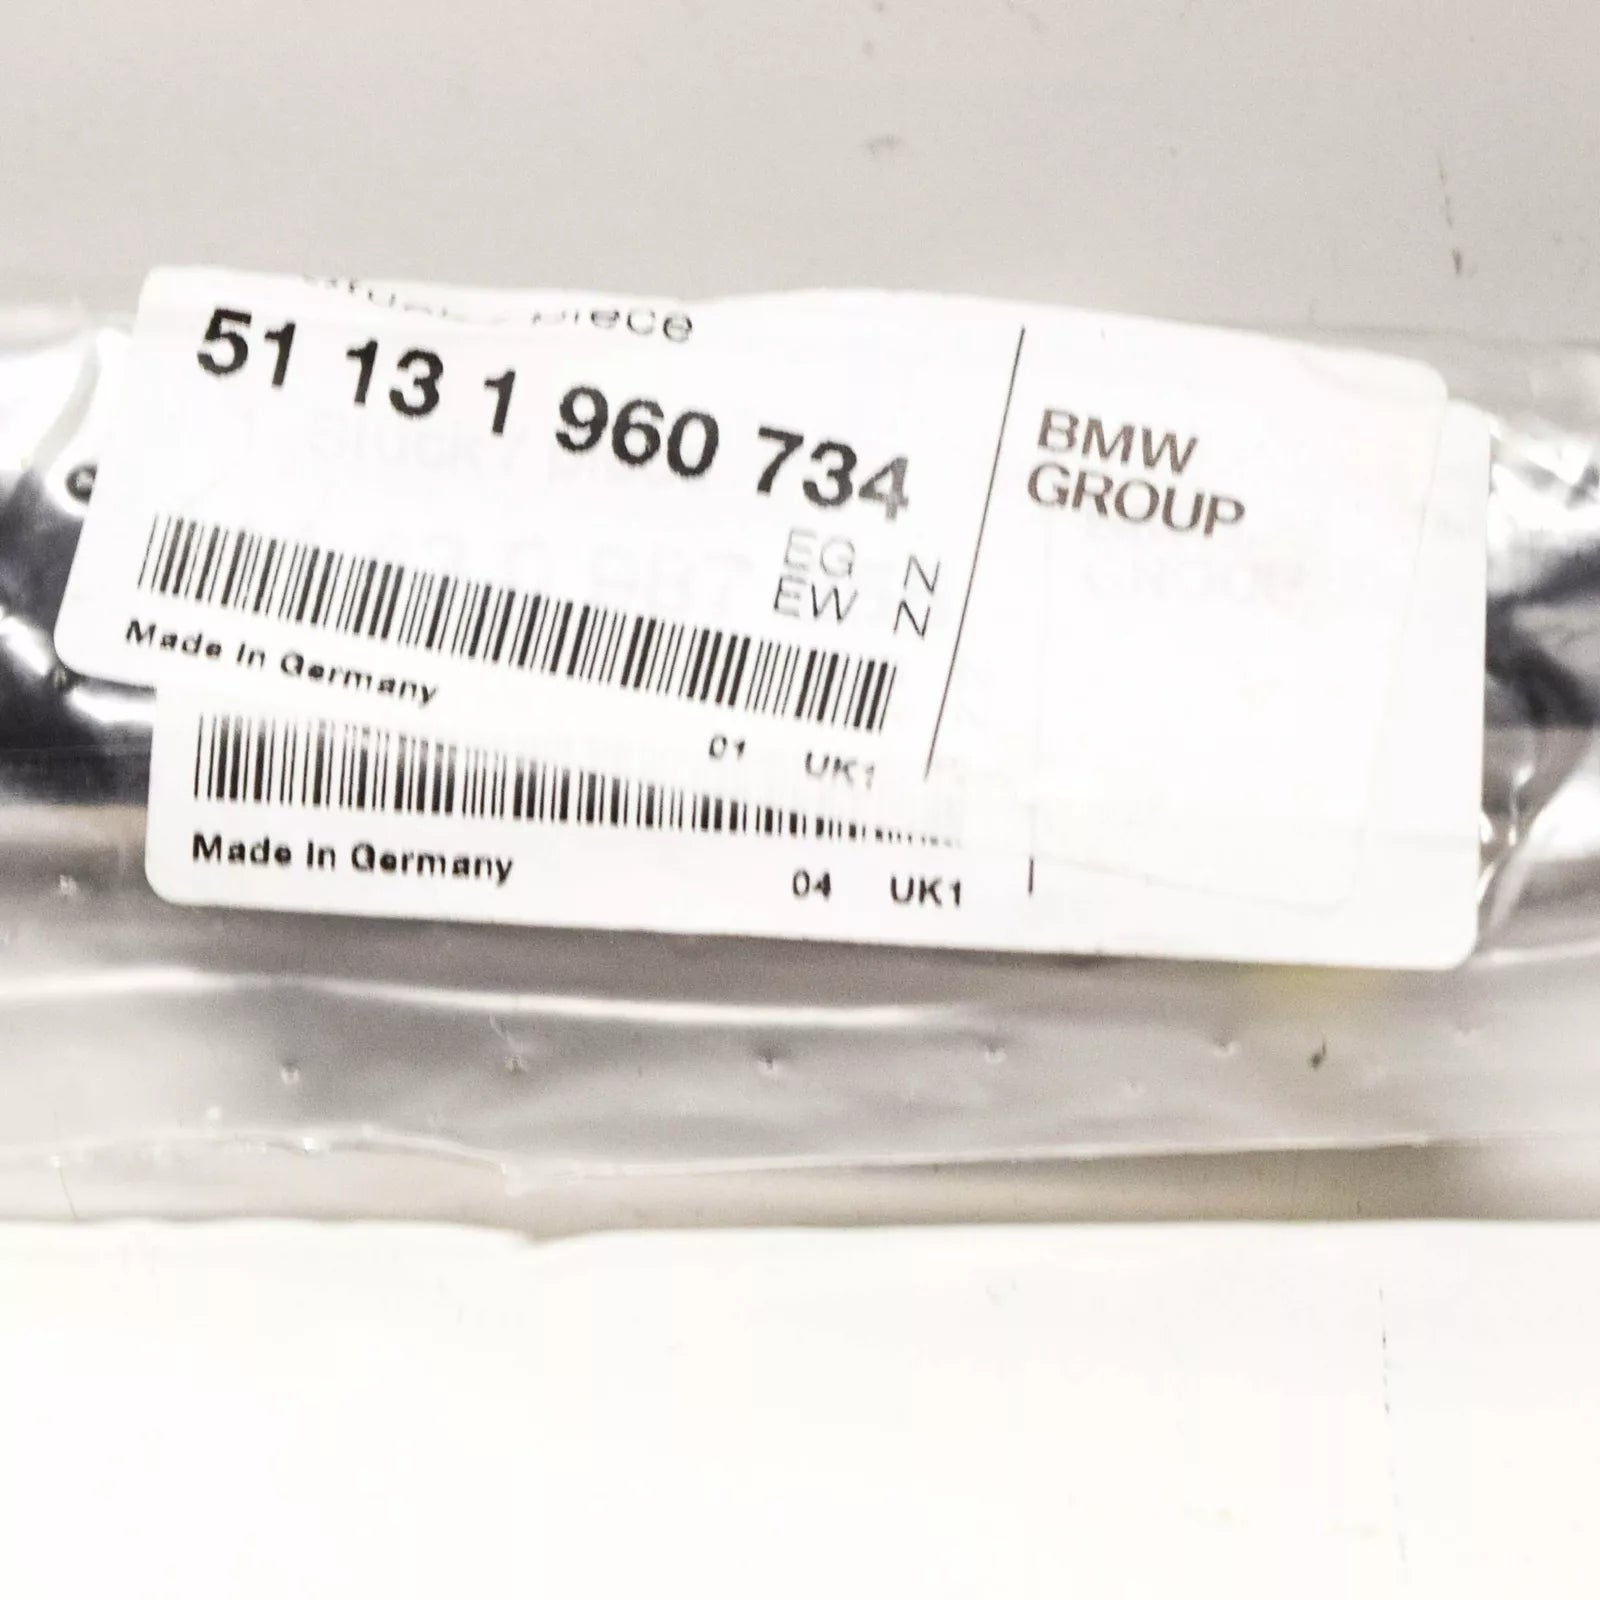 piece
51 13 1 960 734
BMW
GROUP
EG N
EW N
Made In Germany
01 UK1
Made In Germany
04 UK1